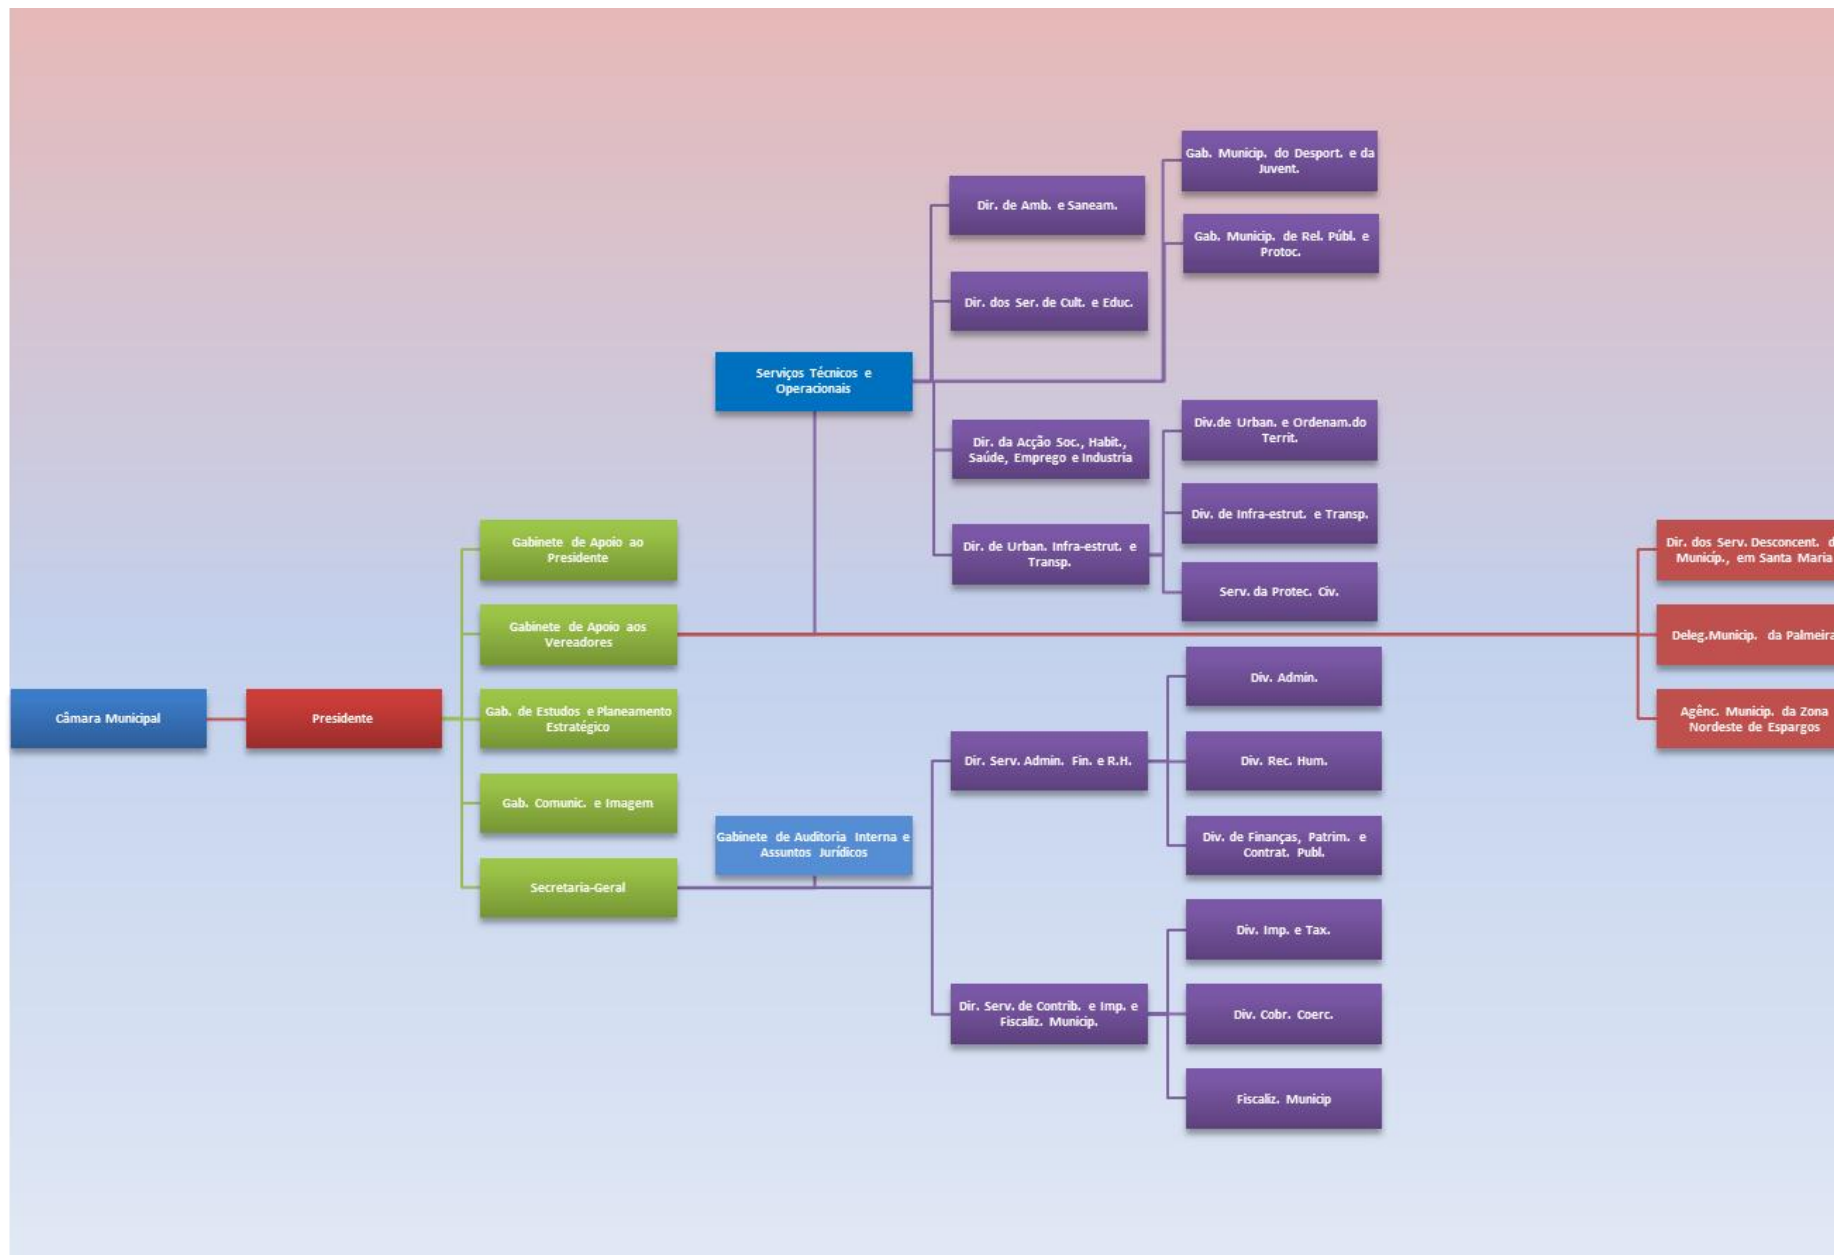 Câmara Municipal
Presidente
Gabinete de Apoio ao
Presidente
Gabinete de Apoio aos
Vereadores
Gab. de Estudos e Planeamento
Estratégico
Gab. Comunic. e Imagem
Secretaria-Geral
Serviços Técnicos e
Operacionais
Gabinete de Auditoria Interna e
Assuntos Jurídicos
Dir. de Amb. e Saneam.
Dir. dos Ser. de Cult. e Educ.
Dir. da Acção Soc., Habit.,
Saúde, Emprego e Industria
Dir. de Urban. Infra-estrut. e
Transp.
Gab. Municip. do Desport. e da
Juvent.
Gab. Municip. de Rel. Públ. e
Protoc.
Div.de Urban. e Ordenam.do
Territ.
Div. de Infra-estrut. e Transp.
Serv. da Protec. Civ.
Dir. Serv. Admin. Fin. e R.H.
Div. Admin.
Div. Rec. Hum.
Div. de Finanças, Patrim. e
Contrat. Publ.
Dir. Serv. de Contrib. e Imp. e
Fiscaliz. Municip.
Div. Imp. e Tax.
Div. Cobr. Coerc.
Fiscaliz. Municip
Dir. dos Serv. Desconcent.
Municíp., em Santa Maria
Deleg.Municip. da Palmeira
Agênc. Municip. da Zona
Nordeste de Espargos